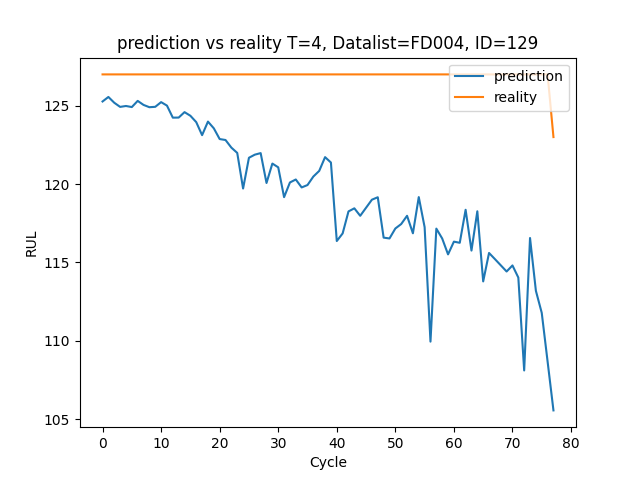 prediction vs reality T=4, Datalist=FD004, ID=129
prediction
reality
RUL
125
120
115
110
105
0 10 20 30 40 50 60 70 80
Cycle